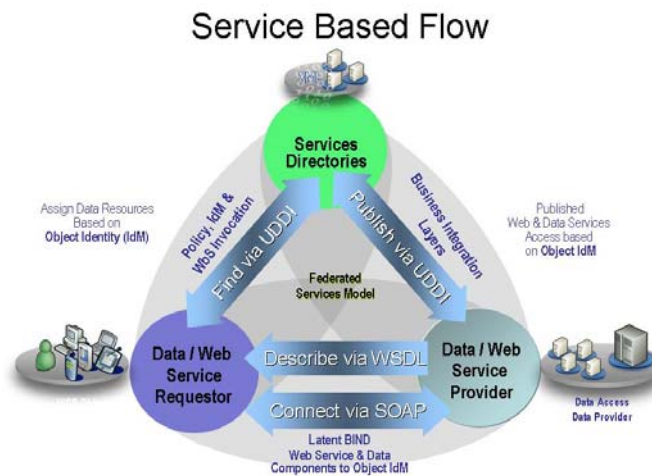 Service Based Flow
Services
Directories
Assign Data Resources
Based on
Object Identity (IdM)
Policy, IdM &
WbS Invocation
Find via UDDI
Publish via UDDI
Business Integration
Layers
Published
Web & Data Services
Access based
on Object IdM
Federated
Services Model
Data / Web
Service
Requestor
Describe via WSDL
Connect via SOAP
Data / Web
Service
Provider
Data Access
Data Provider
Latent BIND
Web Service & Data
Components to Object IdM